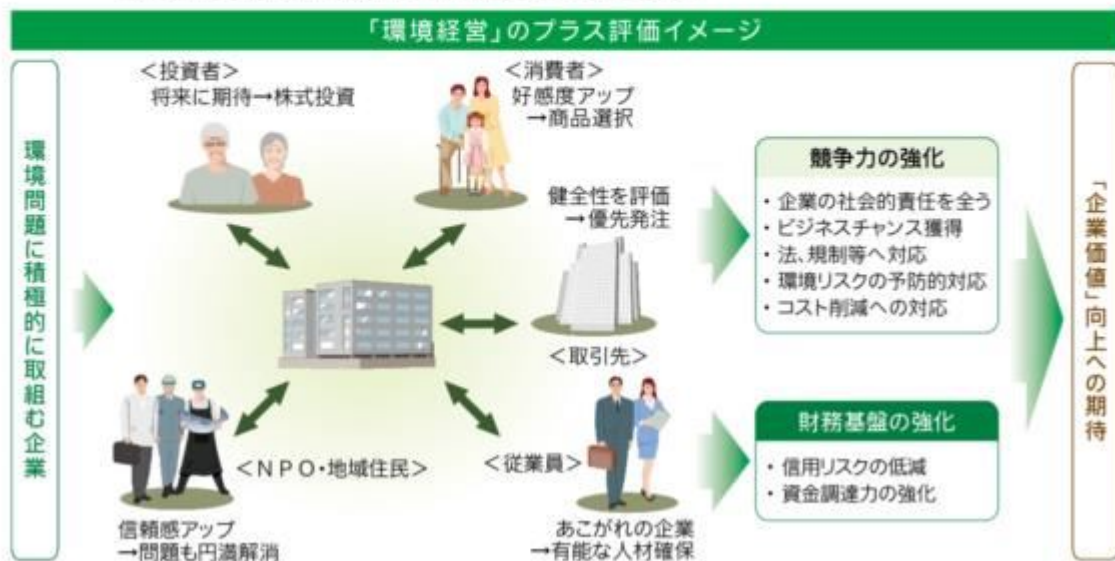 「環境経営」のプラス評価イメージ
環境問題に積極的に取組む企業
＜投資者＞
将来に期待→株式投資
＜消費者＞
好感度アップ
→商品選択
健全性を評価
→優先発注
＜取引先＞
＜NPO・地域住民＞
信頼感アップ
→問題も円満解消
＜従業員＞
あこがれの企業
→有能な人材確保
競争力の強化
・企業の社会的責任を全う
・ビジネスチャンス獲得
・法、規制等へ対応
・環境リスクの予防的対応
・コスト削減への対応
財務基盤の強化
・信用リスクの低減
・資金調達力の強化
「企業価値」向上への期待